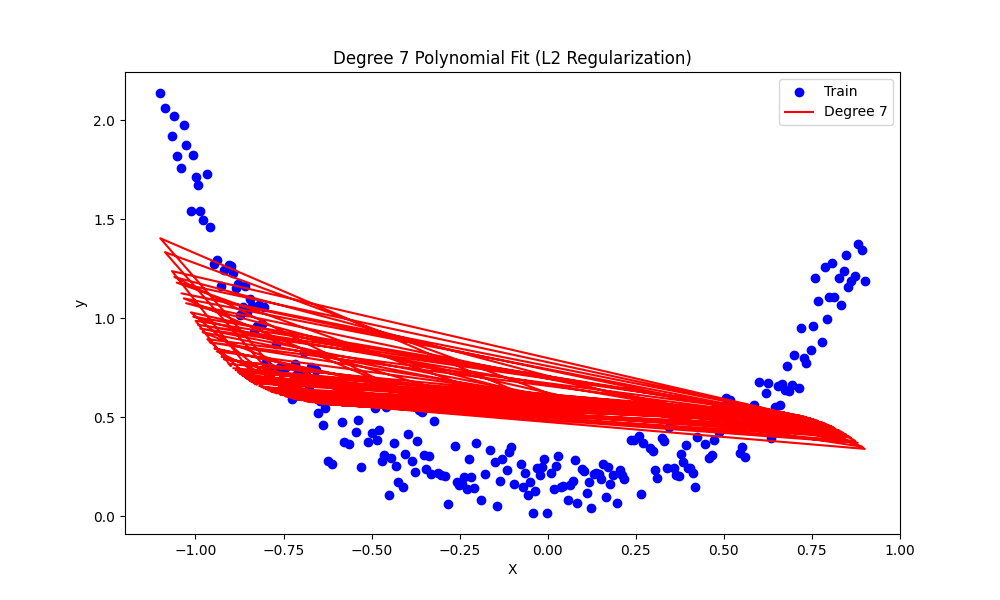 Degree 7 Polynomial Fit (L2 Regularization)
Train
Degree 7
y
2.0
1.5
1.0
0.5
0.0
−1.00 −0.75 −0.50 −0.25 0.00 0.25 0.50 0.75 1.00
X